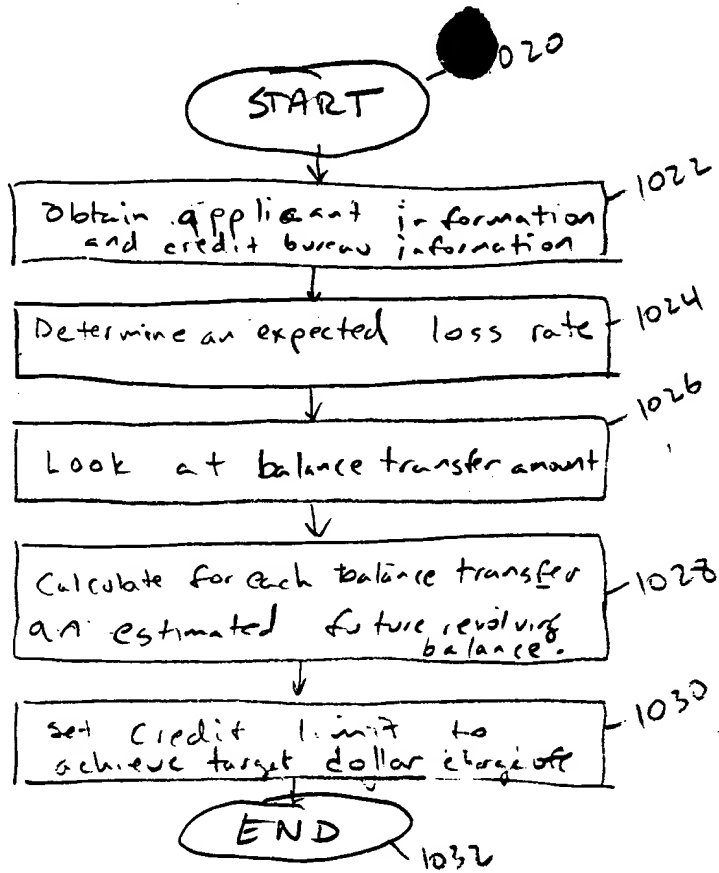 020
START
1022
Obtain applicant information
and credit bureau information
1024
Determine an expected loss rate
1026
Look at balance transfer amount
Calculate for each balance transfer
1028
an estimated future revolving
balance.
1030
set credit limit to
achieve target dollar charge off
END
1032